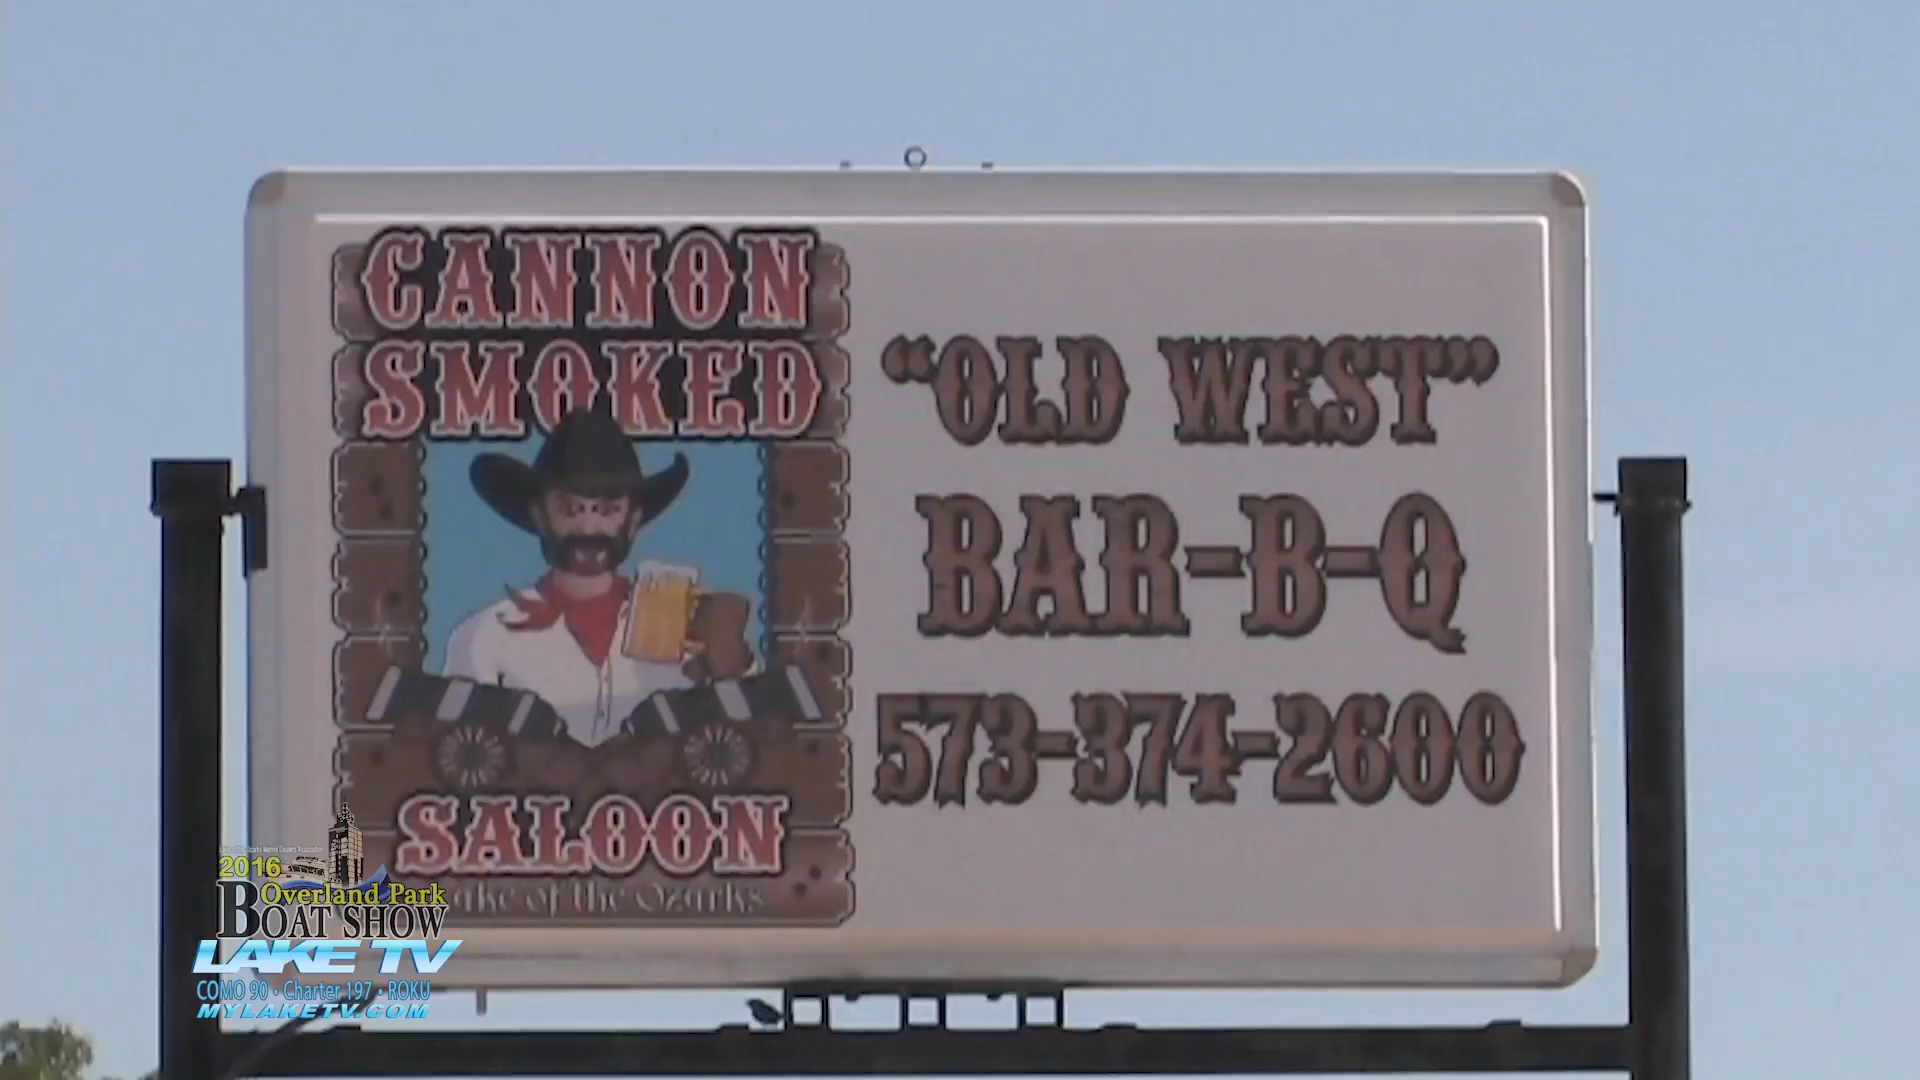 CANNON
SMOKED
SALOON
Lake of the Ozarks
"OLD WEST"
BAR-B-Q
573-374-2600
2016
Overland Park
BOAT SHOW
LAKE TV
COMO 90 • Charter 197 • ROKU
MYLAKETV.COM